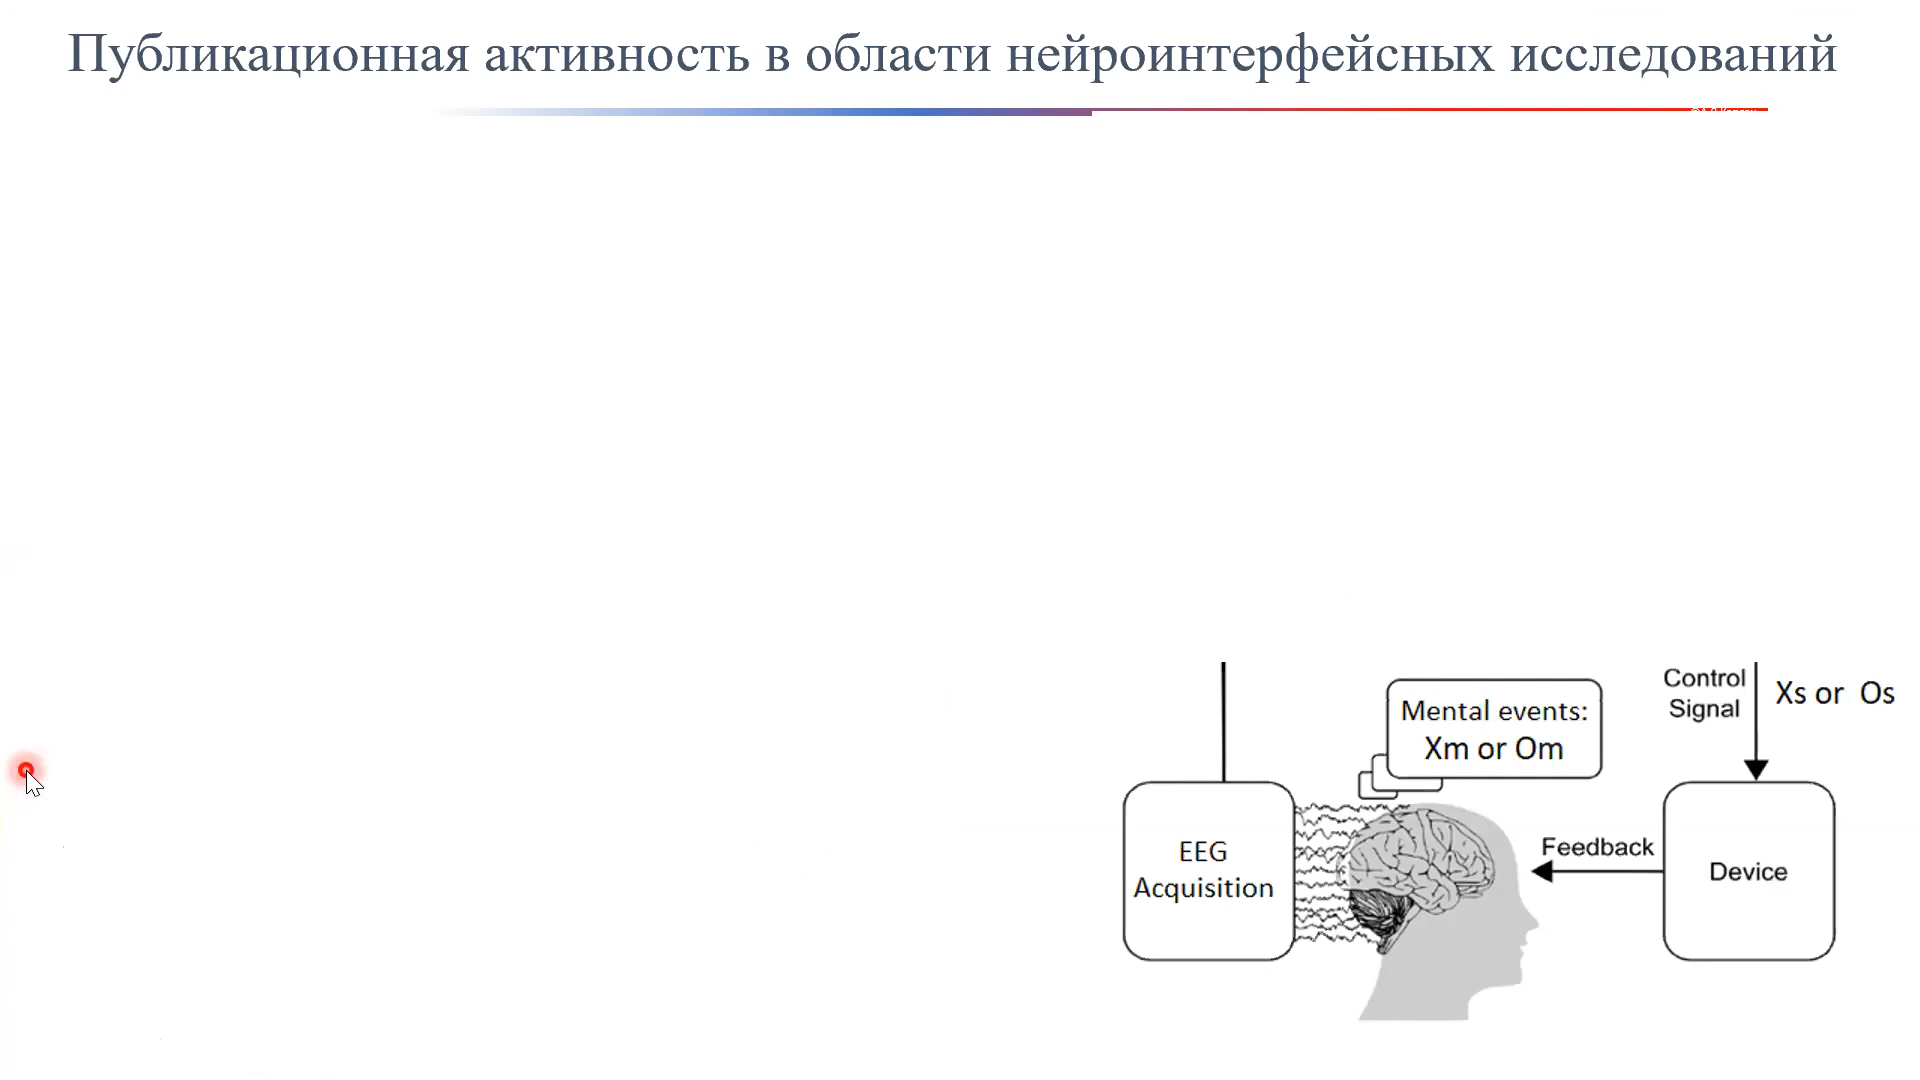 Публикационная активность в области нейроинтерфейсных исследований
Control
Signal
Xs or Os
Mental events:
Xm or Om
EEG
Acquisition
Feedback
Device